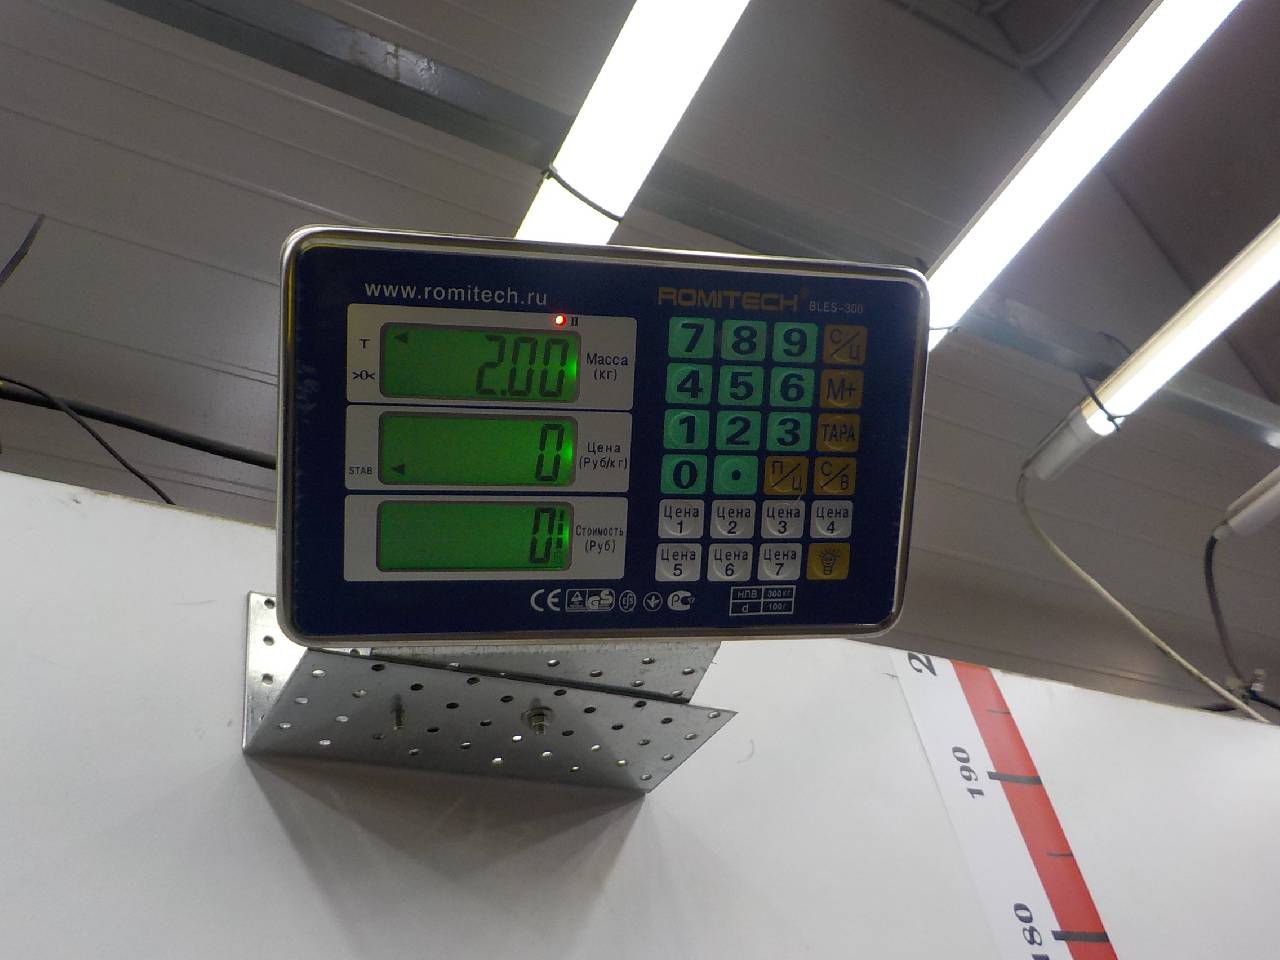 www.romitech.ru
ROMITECH®
BLES-300
T
>0<
2.00
Масса
(кг)
STAB
0
Цена
(Руб/кг)
0
Стоимость
(Руб)
7 8 9 С/Ц
4 5 6 М+
1 2 3 ТАРА
0 • П/Ц С/В
Цена 1 Цена 2 Цена 3 Цена 4
Цена 5 Цена 6 Цена 7
CE GS
НПВ 300 кг
d 100 г
190
180